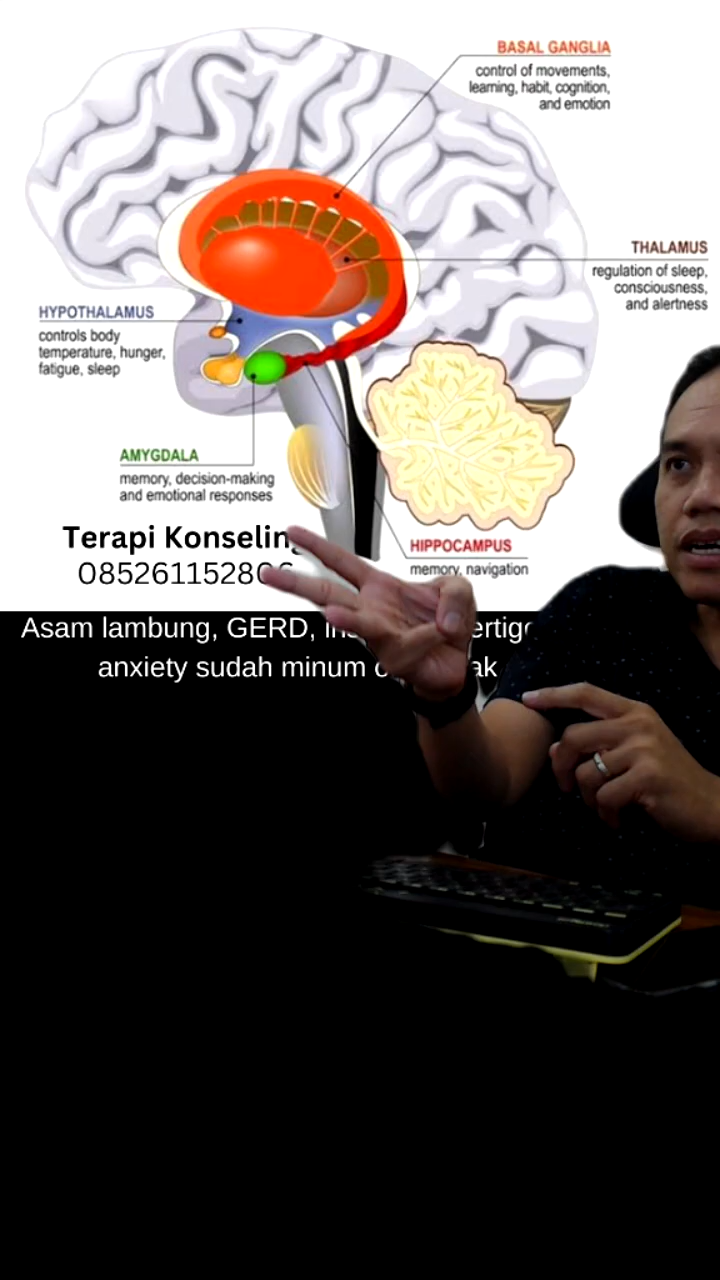 BASAL GANGLIA
control of movements,
learning, habit, cognition,
and emotion
THALAMUS
regulation of sleep,
consciousness,
and alertness
HYPOTHALAMUS
controls body
temperature, hunger,
fatigue, sleep
AMYGDALA
memory, decision-making
and emotional responses
HIPPOCAMPUS
memory, navigation
Terapi Konseling
085261152806
Asam lambung, GERD,
anxiety sudah minum